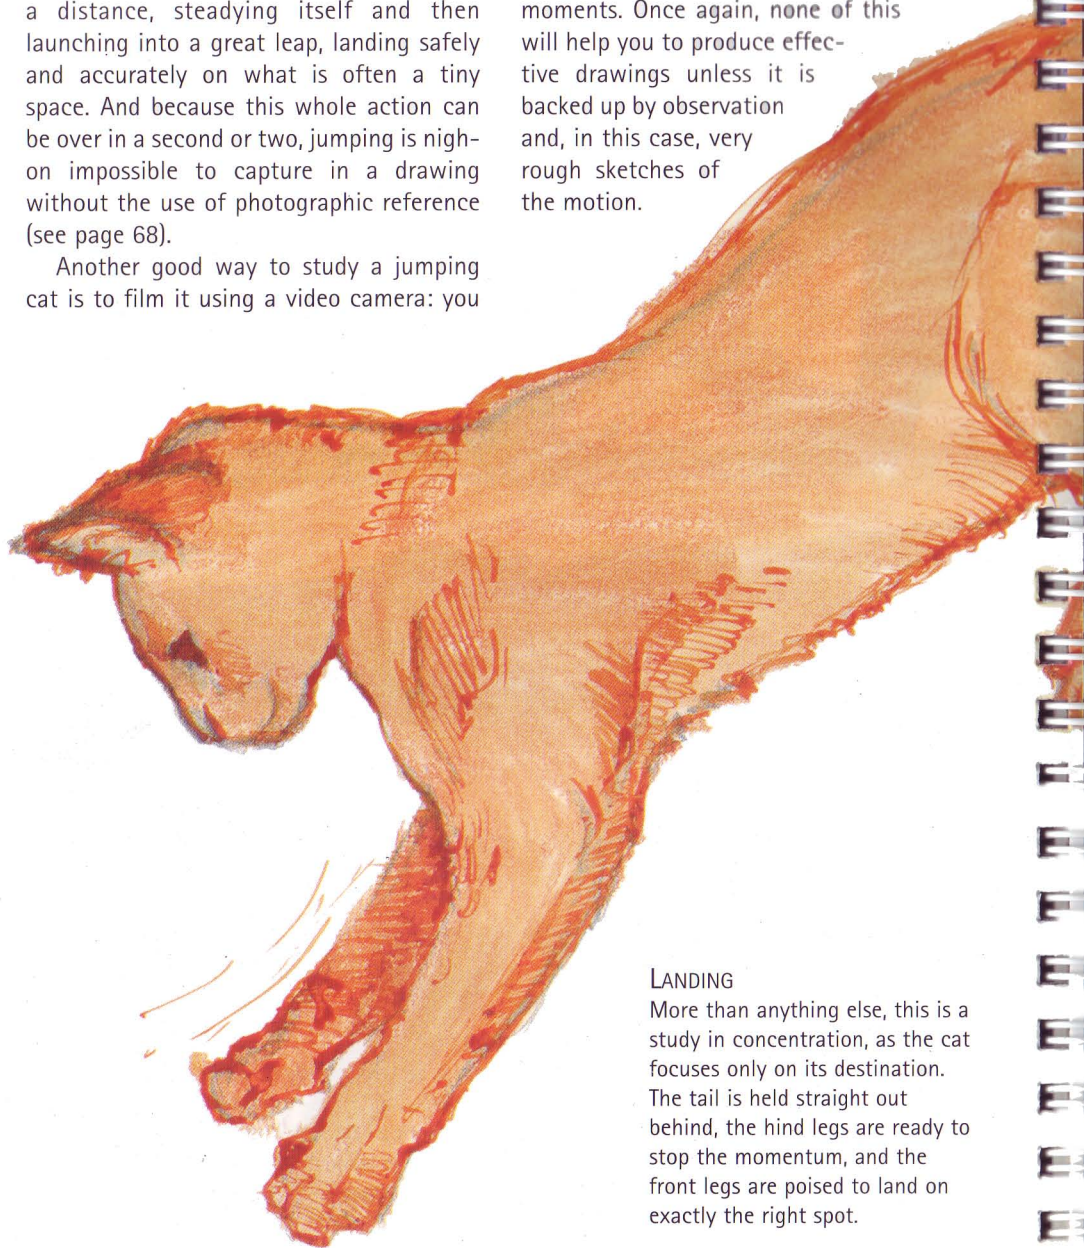 a distance, steadying itself and then
launching into a great leap, landing safely
and accurately on what is often a tiny
space. And because this whole action can
be over in a second or two, jumping is nigh-
on impossible to capture in a drawing
without the use of photographic reference
(see page 68).
Another good way to study a jumping
cat is to film it using a video camera: you
moments. Once again, none of this
will help you to produce effec-
tive drawings unless it is
backed up by observation
and, in this case, very
rough sketches of
the motion.
LANDING
More than anything else, this is a
study in concentration, as the cat
focuses only on its destination.
The tail is held straight out
behind, the hind legs are ready to
stop the momentum, and the
front legs are poised to land on
exactly the right spot.